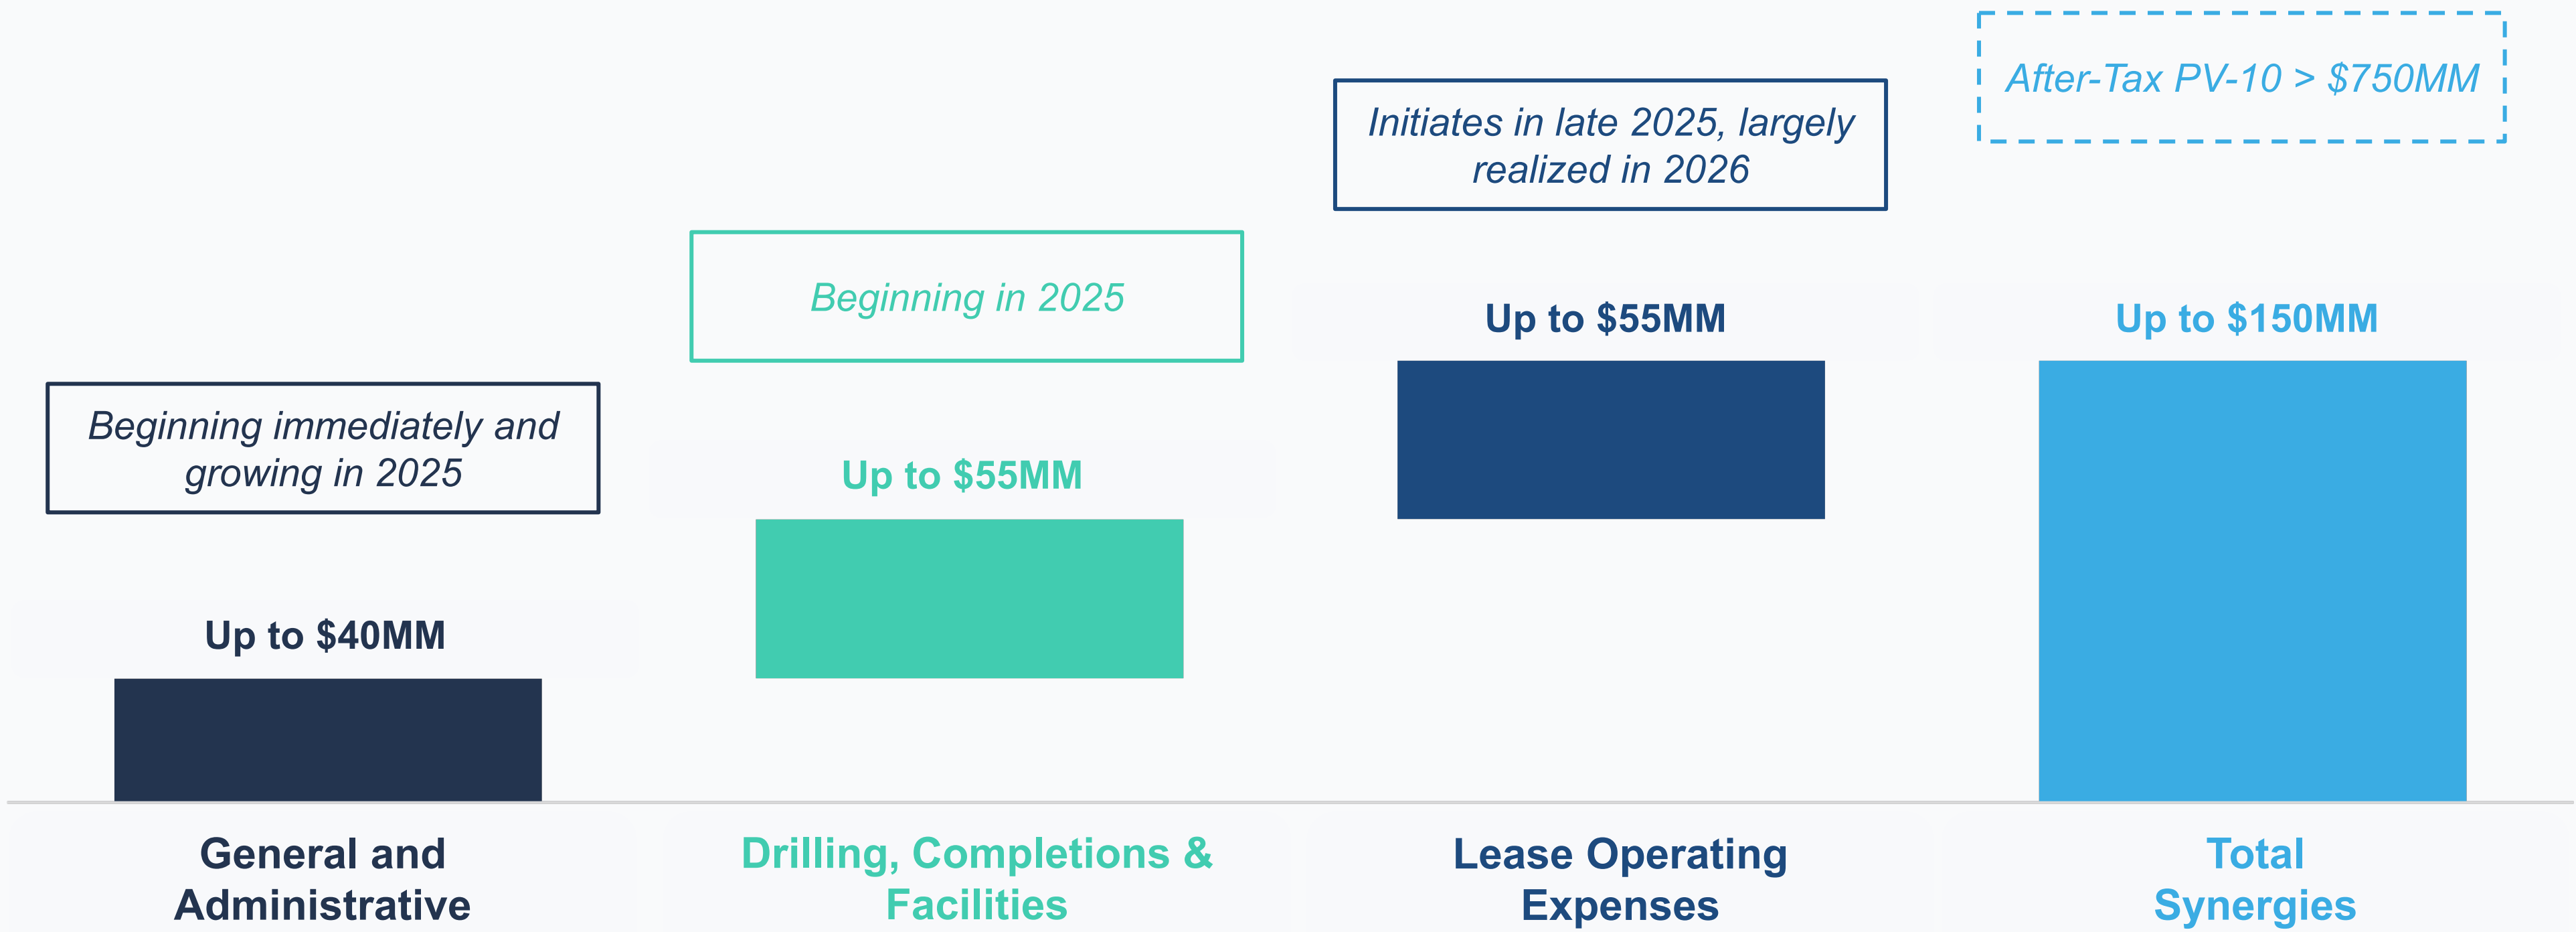 Beginning immediately and
growing in 2025
Up to $40MM
General and
Administrative
Beginning in 2025
Up to $55MM
Drilling, Completions &
Facilities
Initiates in late 2025, largely
realized in 2026
Up to $55MM
Lease Operating
Expenses
After-Tax PV-10 > $750MM
Up to $150MM
Total
Synergies